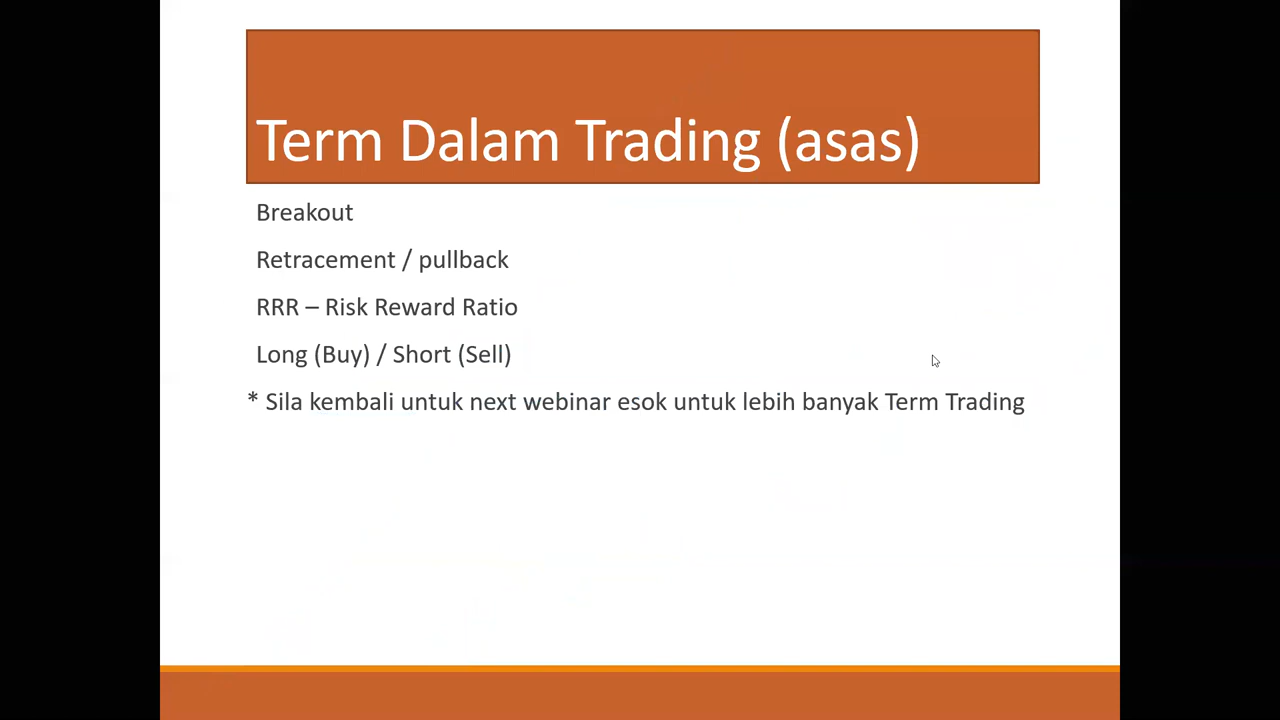 Term Dalam Trading (asas)
Breakout
Retracement / pullback
RRR – Risk Reward Ratio
Long (Buy) / Short (Sell)
* Sila kembali untuk next webinar esok untuk lebih banyak Term Trading